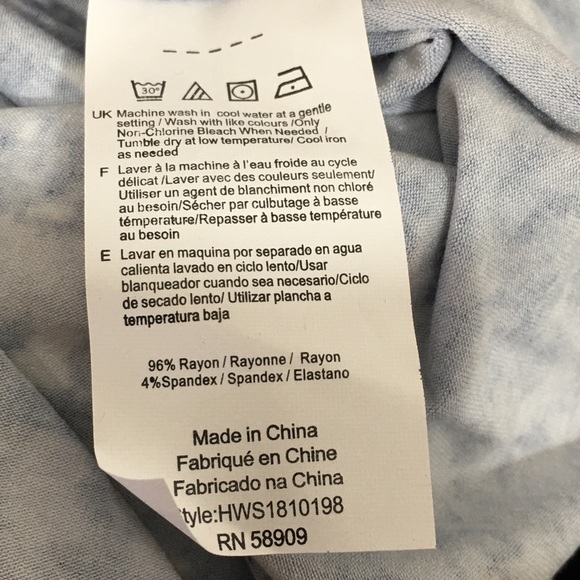 30°
UK Machine wash in cool water at a gentle
setting / Wash with like colours /Only
Non-Chlorine Bleach When Needed /
Tumble dry at low temperature/ Cool iron
as needed
F Laver à la machine à l'eau froide au cycle
délicat /Laver avec des couleurs seulement/
Utiliser un agent de blanchiment non chloré
au besoin/Sécher par culbutage à basse
témpérature/Repasser à basse température
au besoin
E Lavar en maquina por separado en agua
calienta lavado en ciclo lento/Usar
blanqueador cuando sea necesario/Ciclo
de secado lento/ Utilizar plancha a
temperatura baja
96% Rayon / Rayonne / Rayon
4%Spandex / Spandex / Elastano
Made in China
Fabriqué en Chine
Fabricado na China
tyle:HWS1810198
RN 58909